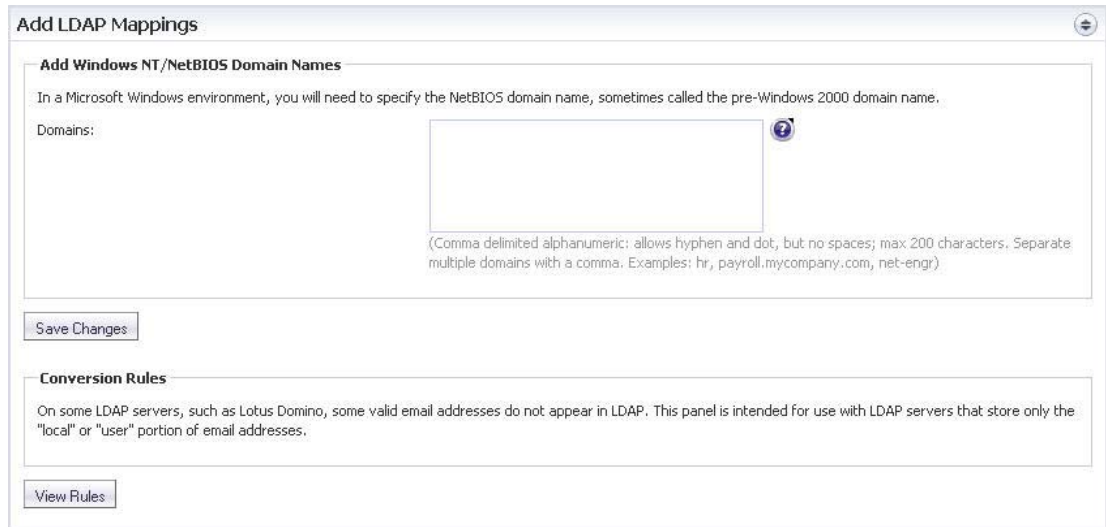 Add LDAP Mappings
Add Windows NT/NetBIOS Domain Names
In a Microsoft Windows environment, you will need to specify the NetBIOS domain name, sometimes called the pre-Windows 2000 domain name.
Domains:
?
(Comma delimited alphanumeric: allows hyphen and dot, but no spaces; max 200 characters. Separate
multiple domains with a comma. Examples: hr, payroll.mycompany.com, net-engr)
Save Changes
Conversion Rules
On some LDAP servers, such as Lotus Domino, some valid email addresses do not appear in LDAP. This panel is intended for use with LDAP servers that store only the
"local" or "user" portion of email addresses.
View Rules